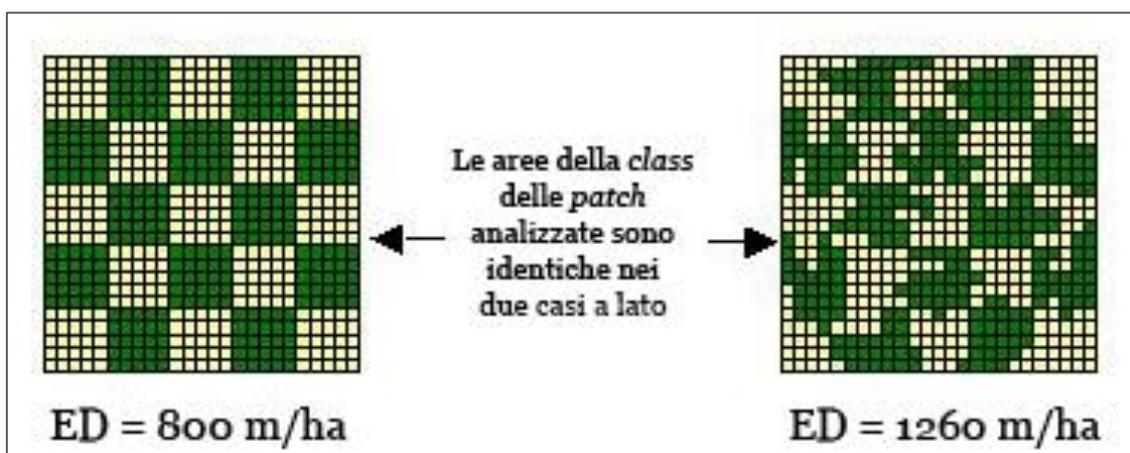 Le aree della class
delle patch
analizzate sono
identiche nei
due casi a lato
ED = 800 m/ha
ED = 1260 m/ha